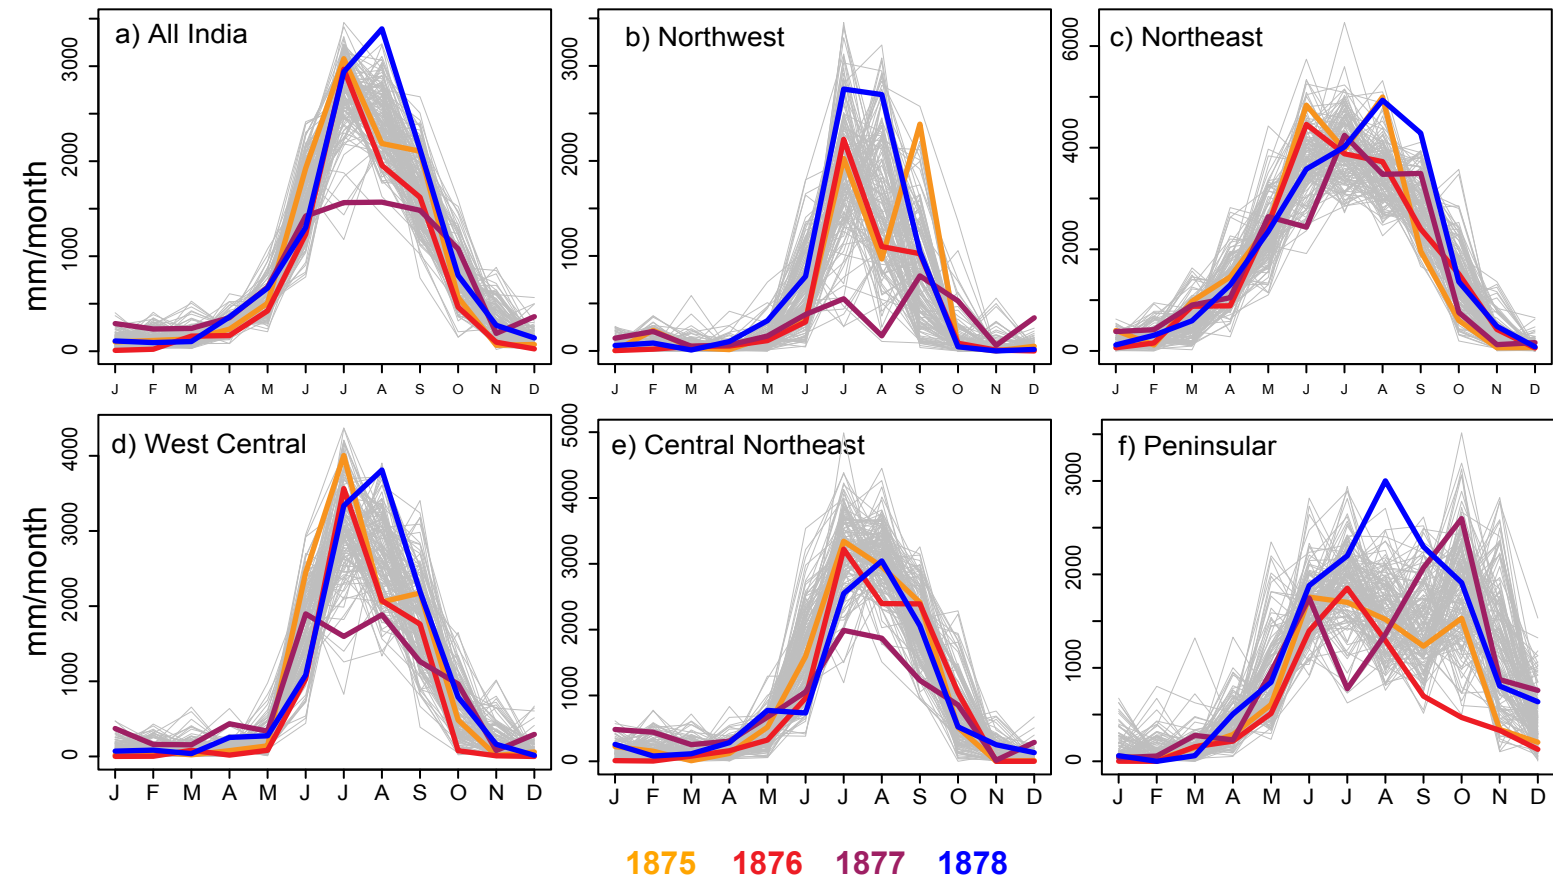 a) All India
b) Northwest
c) Northeast
mm/month
0 1000 2000 3000
0 1000 2000 3000
0 2000 4000 6000
J F M A M J J A S O N D
J F M A M J J A S O N D
J F M A M J J A S O N D
d) West Central
e) Central Northeast
f) Peninsular
mm/month
0 1000 2000 3000 4000
0 1000 2000 3000 4000 5000
0 1000 2000 3000
J F M A M J J A S O N D
J F M A M J J A S O N D
J F M A M J J A S O N D
1875 1876 1877 1878